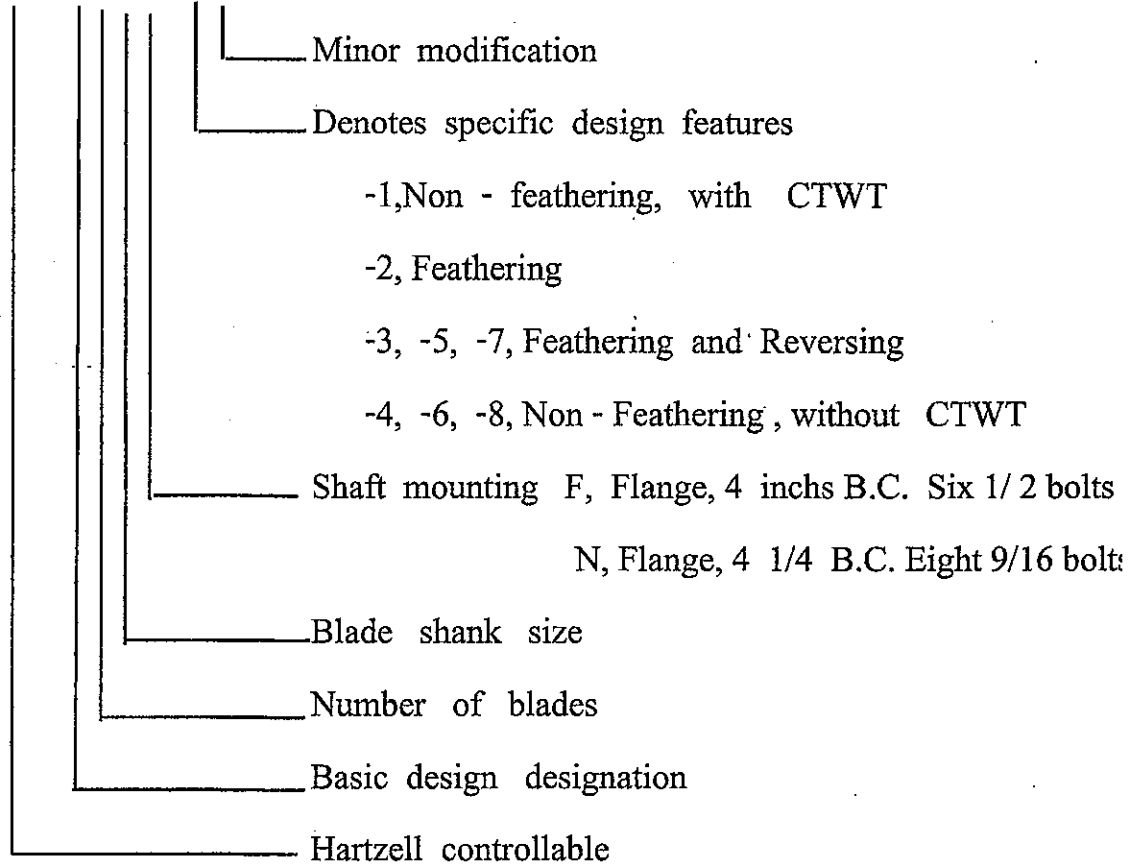 Minor modification
Denotes specific design features
-1,Non - feathering, with CTWT
-2, Feathering
-3, -5, -7, Feathering and Reversing
-4, -6, -8, Non - Feathering , without CTWT
Shaft mounting F, Flange, 4 inchs B.C. Six 1/ 2 bolts
N, Flange, 4 1/4 B.C. Eight 9/16 bolts
Blade shank size
Number of blades
Basic design designation
Hartzell controllable